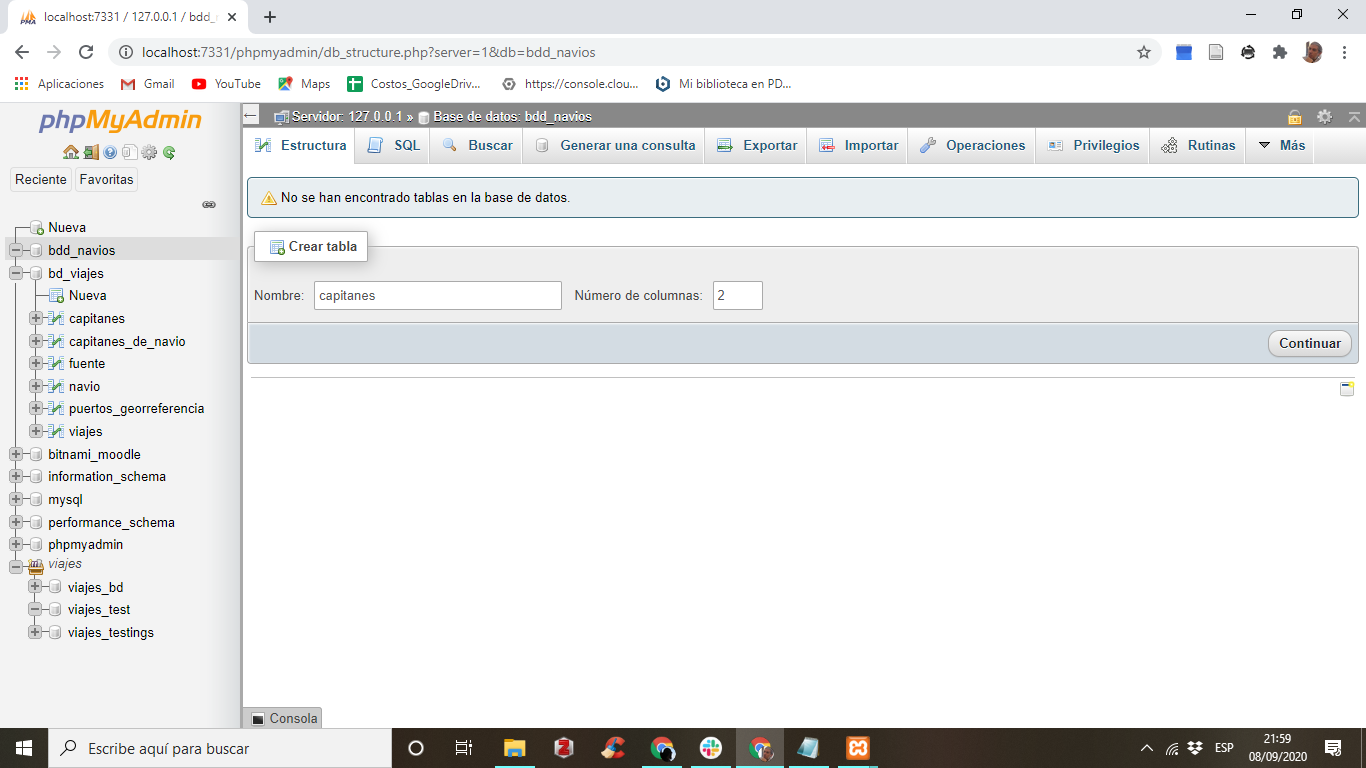 localhost:7331 / 127.0.0.1 / bdd_
localhost:7331/phpmyadmin/db_structure.php?server=1&db=bdd_navios
Aplicaciones Gmail YouTube Maps Costos_GoogleDriv... https://console.clou... Mi biblioteca en PD...
phpMyAdmin
Reciente Favoritas
Nueva
bdd_navios
bd_viajes
Nueva
capitanes
capitanes_de_navio
fuente
navio
puertos_georreferencia
viajes
bitnami_moodle
information_schema
mysql
performance_schema
phpmyadmin
viajes
viajes_bd
viajes_test
viajes_testings
Servidor: 127.0.0.1 » Base de datos: bdd_navios
Estructura SQL Buscar Generar una consulta Exportar Importar Operaciones Privilegios Rutinas Más
No se han encontrado tablas en la base de datos.
Crear tabla
Nombre: capitanes Número de columnas: 2
Continuar
Consola
Escribe aquí para buscar
ESP
21:59
08/09/2020